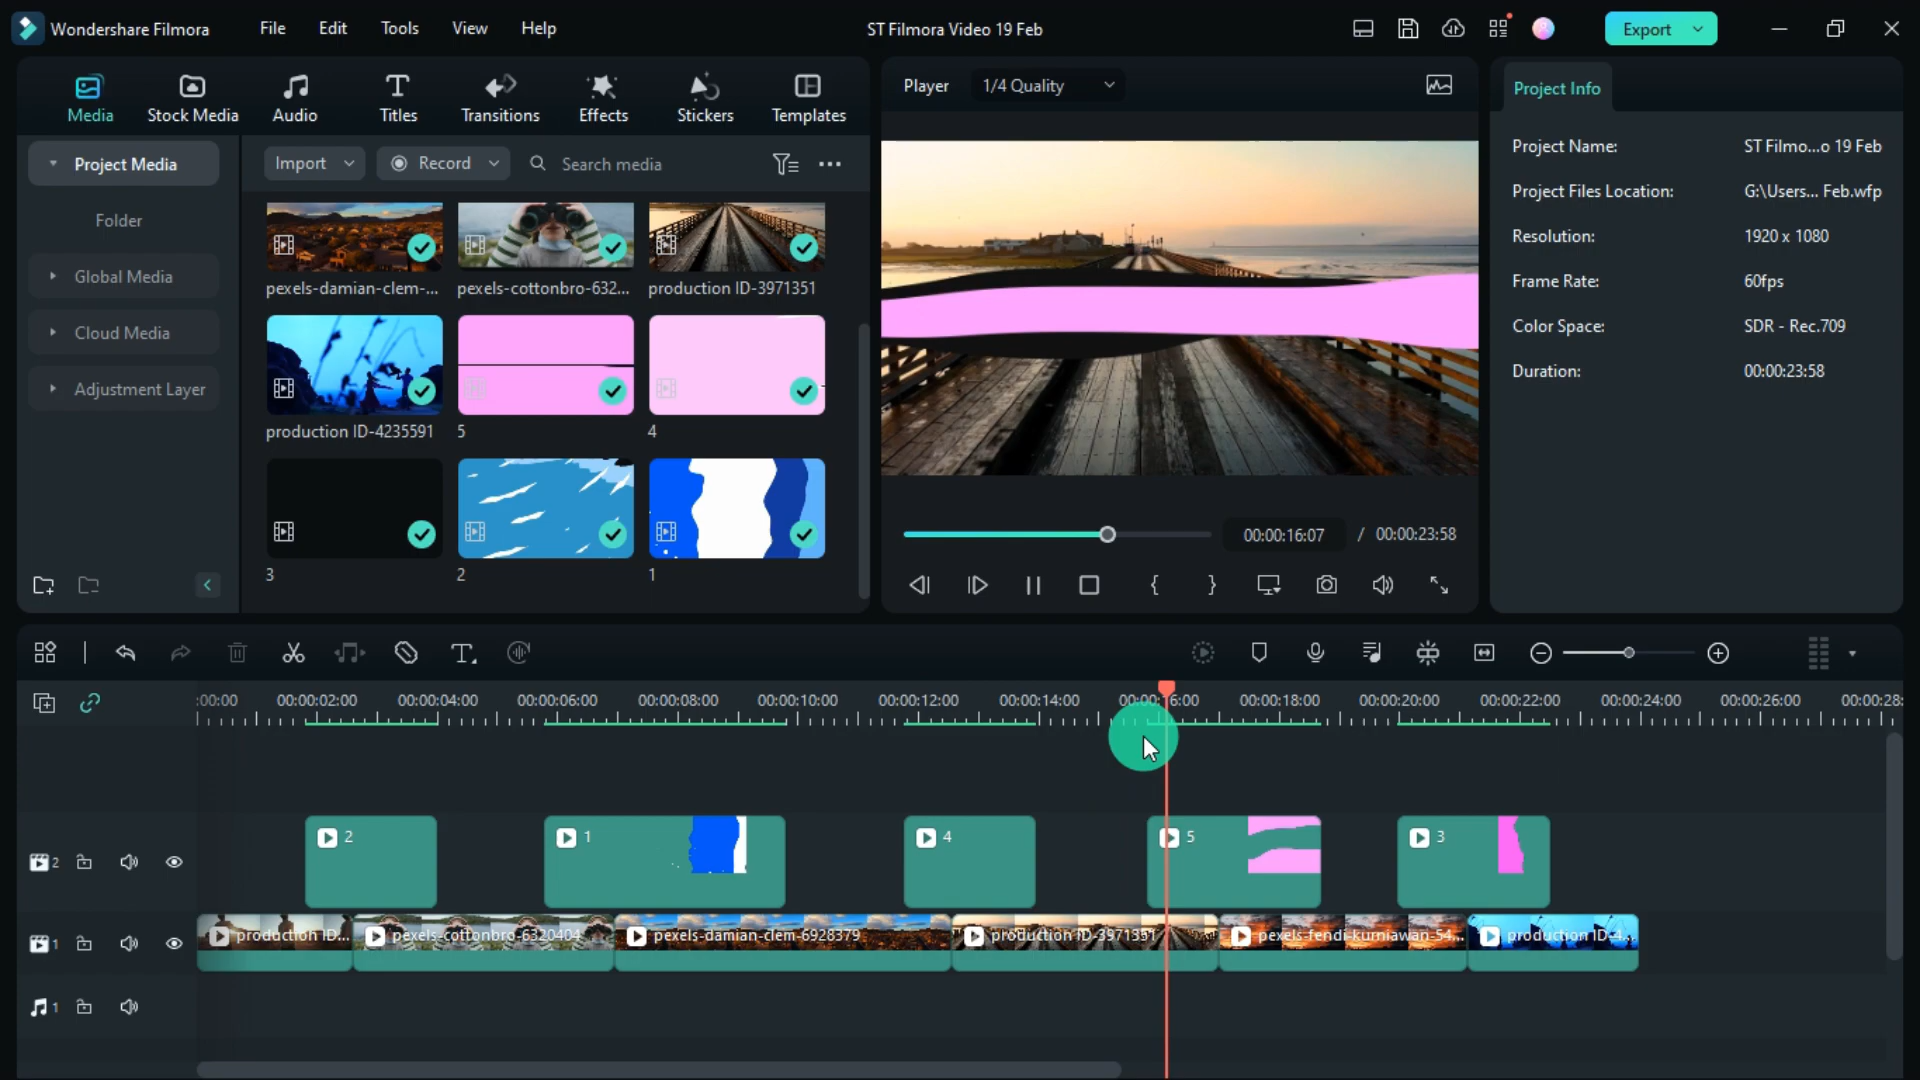 Wondershare Filmora File Edit Tools View Help ST Filmora Video 19 Feb Export
Media Stock Media Audio Titles Transitions Effects Stickers Templates
Project Media
Folder
Global Media
Cloud Media
Adjustment Layer
Import Record Search media
pexels-damian-clem-... pexels-cottonbro-632... production ID-3971351
production ID-4235591 5 4
3 2 1
Player 1/4 Quality
00:00:16:07 / 00:00:23:58
Project Info
Project Name: ST Filmo...o 19 Feb
Project Files Location: G:\Users... Feb.wfp
Resolution: 1920 x 1080
Frame Rate: 60fps
Color Space: SDR - Rec.709
Duration: 00:00:23:58
:00:00 00:00:02:00 00:00:04:00 00:00:06:00 00:00:08:00 00:00:10:00 00:00:12:00 00:00:14:00 00:00:16:00 00:00:18:00 00:00:20:00 00:00:22:00 00:00:24:00 00:00:26:00 00:00:28:
2 2 1 4 5 3
1 production ID... pexels-cottonbro-6320404 pexels-damian-clem-6928379 production ID-3971351 pexels-fendi-kurniawan-54... production ID-4...
1